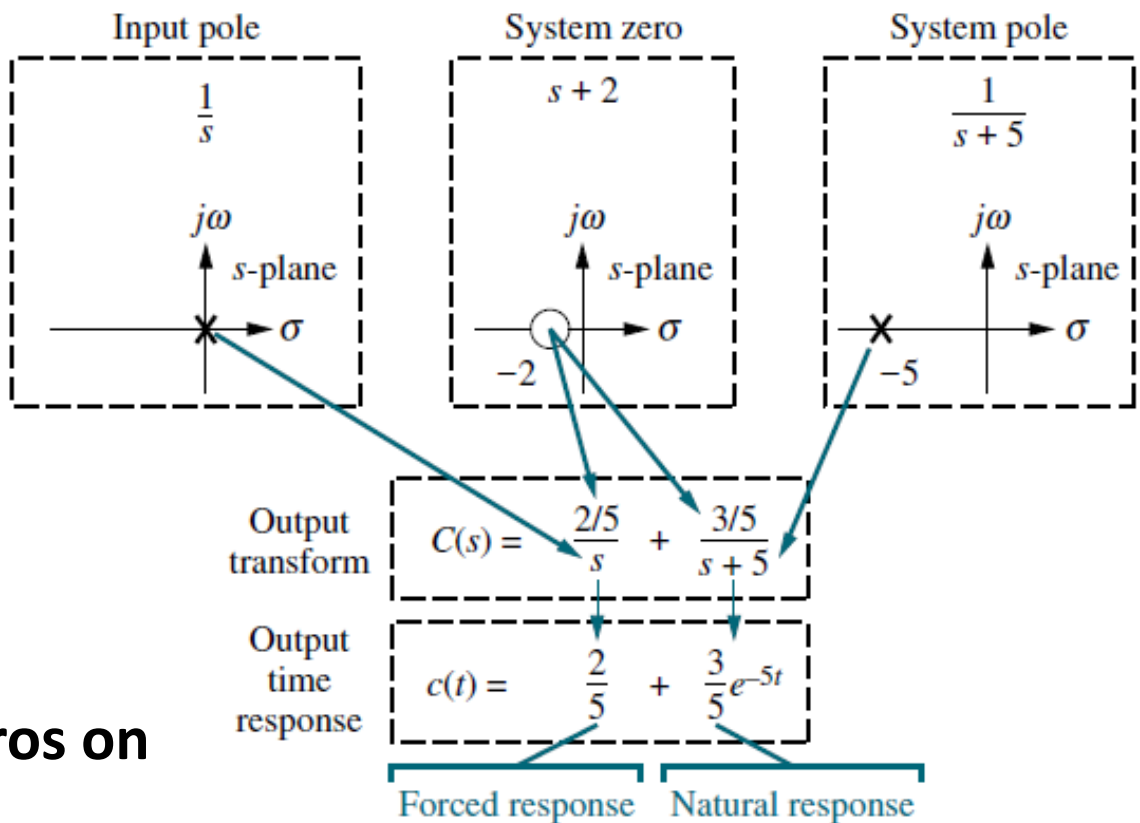 Input pole
1/s
jω
s-plane
σ
System zero
s + 2
jω
s-plane
σ
−2
System pole
1/(s + 5)
jω
s-plane
σ
−5
Output
transform
C(s) = (2/5)/s + (3/5)/(s + 5)
Output
time
response
c(t) = 2/5 + 3/5 e^{−5t}
ros on
Forced response
Natural response